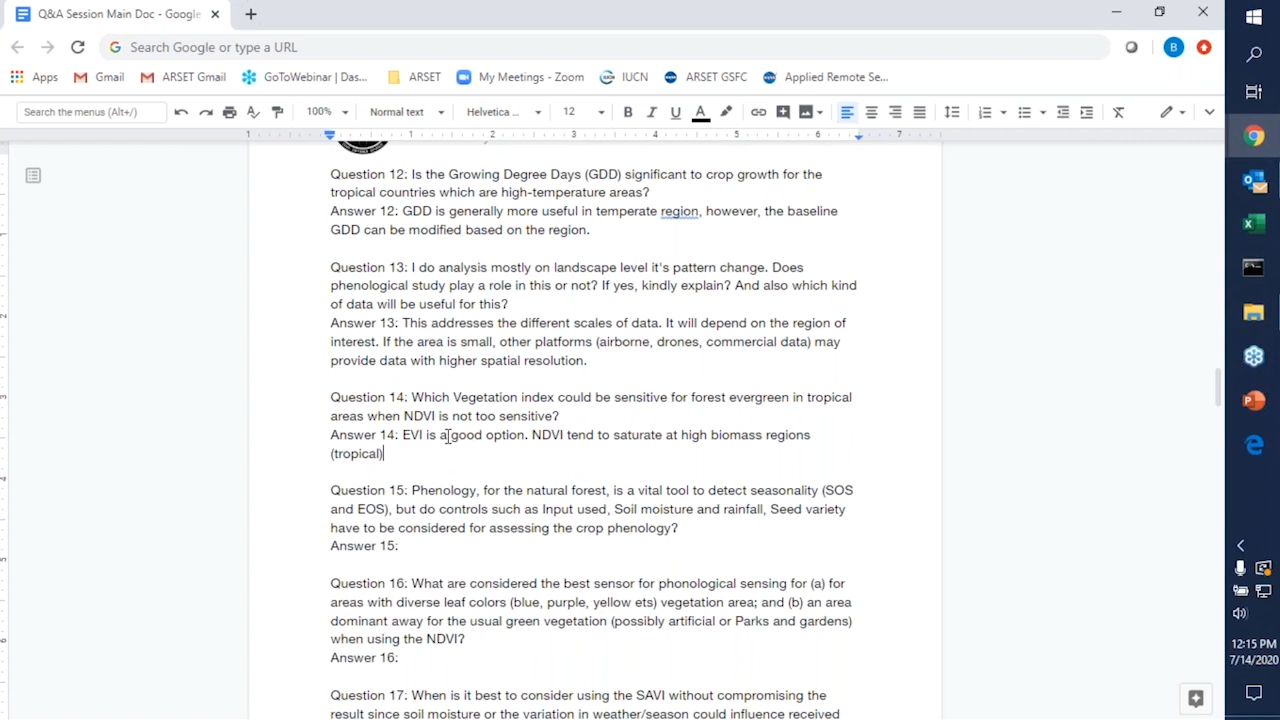 Q&A Session Main Doc - Google
Search Google or type a URL
B
Apps
Gmail
ARSET Gmail
GoToWebinar | Das...
ARSET
My Meetings - Zoom
IUCN
ARSET GSFC
Applied Remote Se...
Search the menus (Alt+/)
100%
Normal text
Helvetica ...
12
B I U A
1 1 2 3 4 5 6 7
Question 12: Is the Growing Degree Days (GDD) significant to crop growth for the
tropical countries which are high-temperature areas?
Answer 12: GDD is generally more useful in temperate region, however, the baseline
GDD can be modified based on the region.
Question 13: I do analysis mostly on landscape level it's pattern change. Does
phenological study play a role in this or not? If yes, kindly explain? And also which kind
of data will be useful for this?
Answer 13: This addresses the different scales of data. It will depend on the region of
interest. If the area is small, other platforms (airborne, drones, commercial data) may
provide data with higher spatial resolution.
Question 14: Which Vegetation index could be sensitive for forest evergreen in tropical
areas when NDVI is not too sensitive?
Answer 14: EVI is a good option. NDVI tend to saturate at high biomass regions
(tropical)
Question 15: Phenology, for the natural forest, is a vital tool to detect seasonality (SOS
and EOS), but do controls such as Input used, Soil moisture and rainfall, Seed variety
have to be considered for assessing the crop phenology?
Answer 15:
Question 16: What are considered the best sensor for phonological sensing for (a) for
areas with diverse leaf colors (blue, purple, yellow ets) vegetation area; and (b) an area
dominant away for the usual green vegetation (possibly artificial or Parks and gardens)
when using the NDVI?
Answer 16:
Question 17: When is it best to consider using the SAVI without compromising the
result since soil moisture or the variation in weather/season could influence received
12:15 PM
7/14/2020